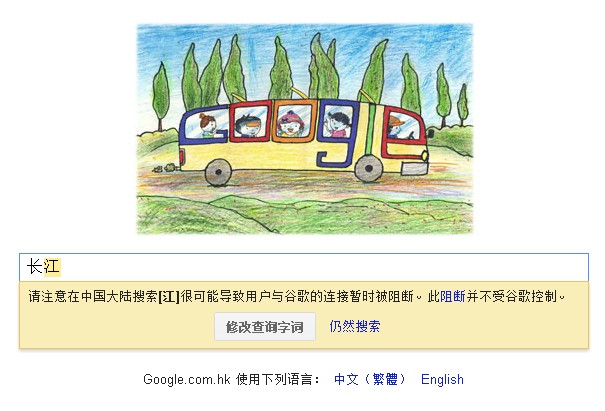 Google
长江
请注意在中国大陆搜索[江]很可能导致用户与谷歌的连接暂时被阻断。此阻断并不受谷歌控制。
修改查询字词 仍然搜索
Google.com.hk 使用下列语言： 中文（繁體） English